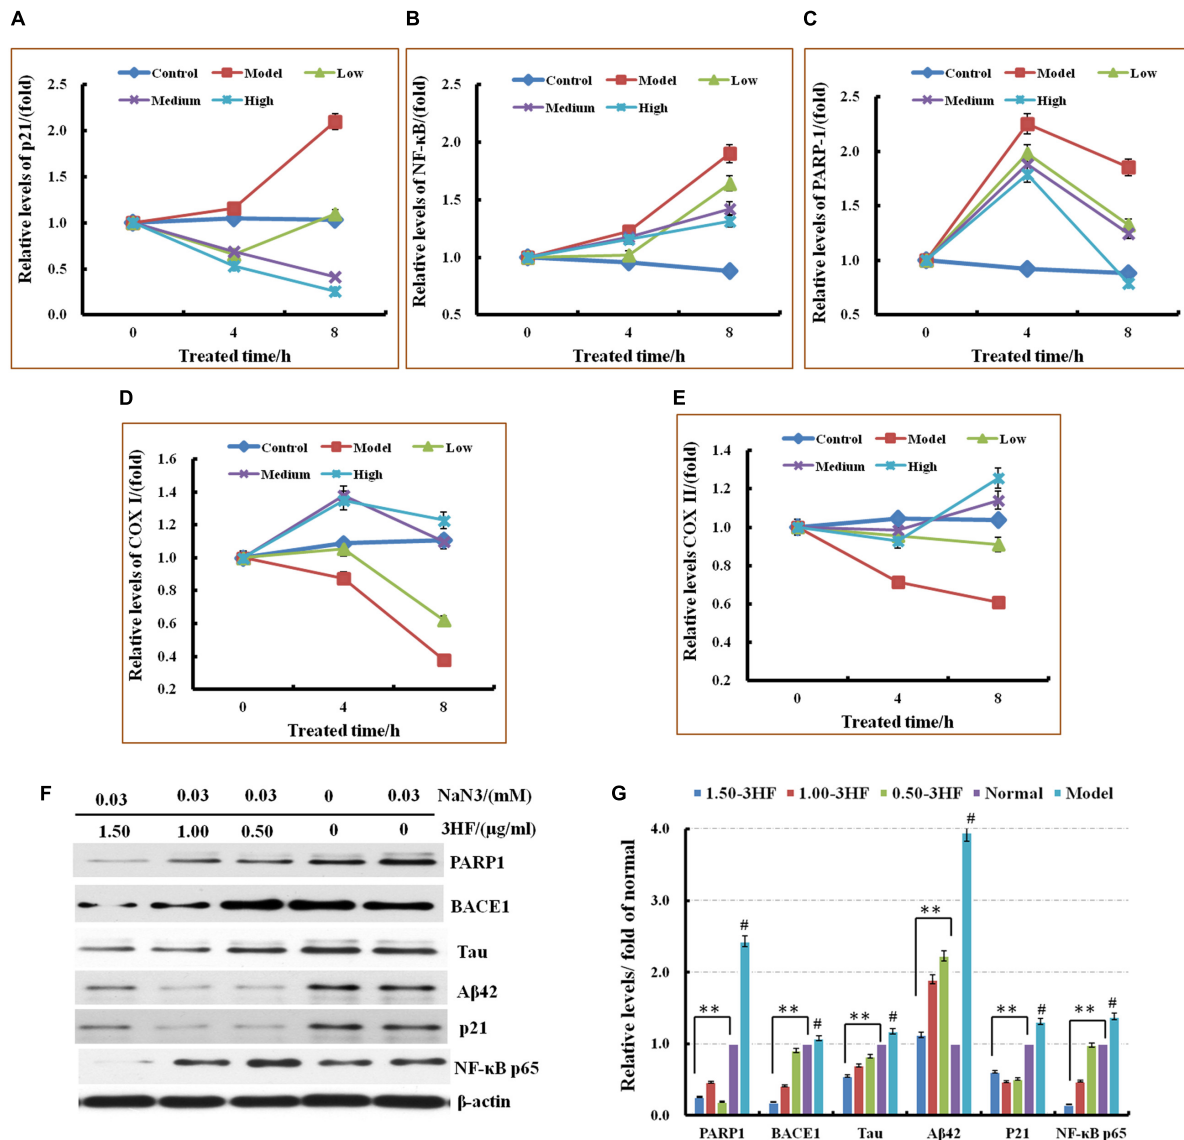 A
B
C
Control Model Low
Medium High
Relative levels of p21/(fold)
2.5
2.0
1.5
1.0
0.5
0.0
0 4 8
Treated time/h
Control Model Low
Medium High
Relative levels of NF-κB/(fold)
2.5
2.0
1.5
1.0
0.5
0 4 8
Treated time/h
Control Model Low
Medium High
Relative levels of PARP-1/(fold)
2.5
2.0
1.5
1.0
0.5
0 4 8
Treated time/h
D
E
Control Model Low
Medium High
Relative levels of COX I/(fold)
1.6
1.4
1.2
1.0
0.8
0.6
0.4
0.2
0 4 8
Treated time/h
Control Model Low
Medium High
Relative levels COX II/(fold)
1.4
1.2
1.0
0.8
0.6
0.4
0.2
0 4 8
Treated time/h
F
0.03 0.03 0.03 0 0.03 NaN3/(mM)
1.50 1.00 0.50 0 0 3HF/(μg/ml)
PARP1
BACE1
Tau
Aβ42
p21
NF-κB p65
β-actin
G
1.50-3HF 1.00-3HF 0.50-3HF Normal Model
Relative levels/ fold of normal
4.0
3.0
2.0
1.0
0.0
** # ** # ** # ** # ** # ** #
PARP1 BACE1 Tau Aβ42 P21 NF-κB p65